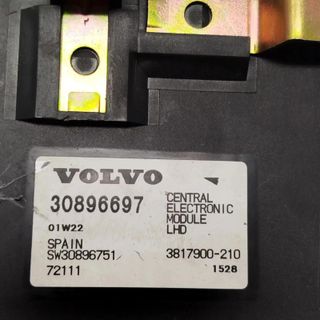 VOLVO
30896697
01W22
SPAIN
SW30896751
72111
CENTRAL
ELECTRONIC
MODULE
LHD
3817900-210
1528